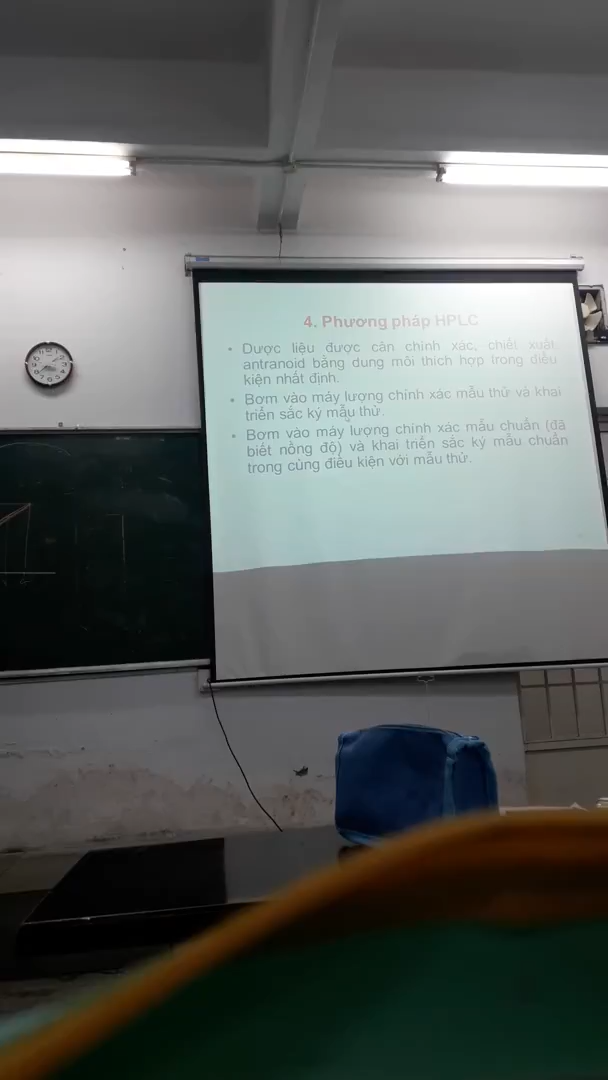 4. Phương pháp HPLC
• Dược liệu được cân chính xác, chiết xuất
antranoid bằng dung môi thích hợp trong điều
kiện nhất định.
• Bơm vào máy lượng chính xác mẫu thử và khai
triển sắc ký mẫu thử.
• Bơm vào máy lượng chính xác mẫu chuẩn (đã
biết nồng độ) và khai triển sắc ký mẫu chuẩn
trong cùng điều kiện với mẫu thử.